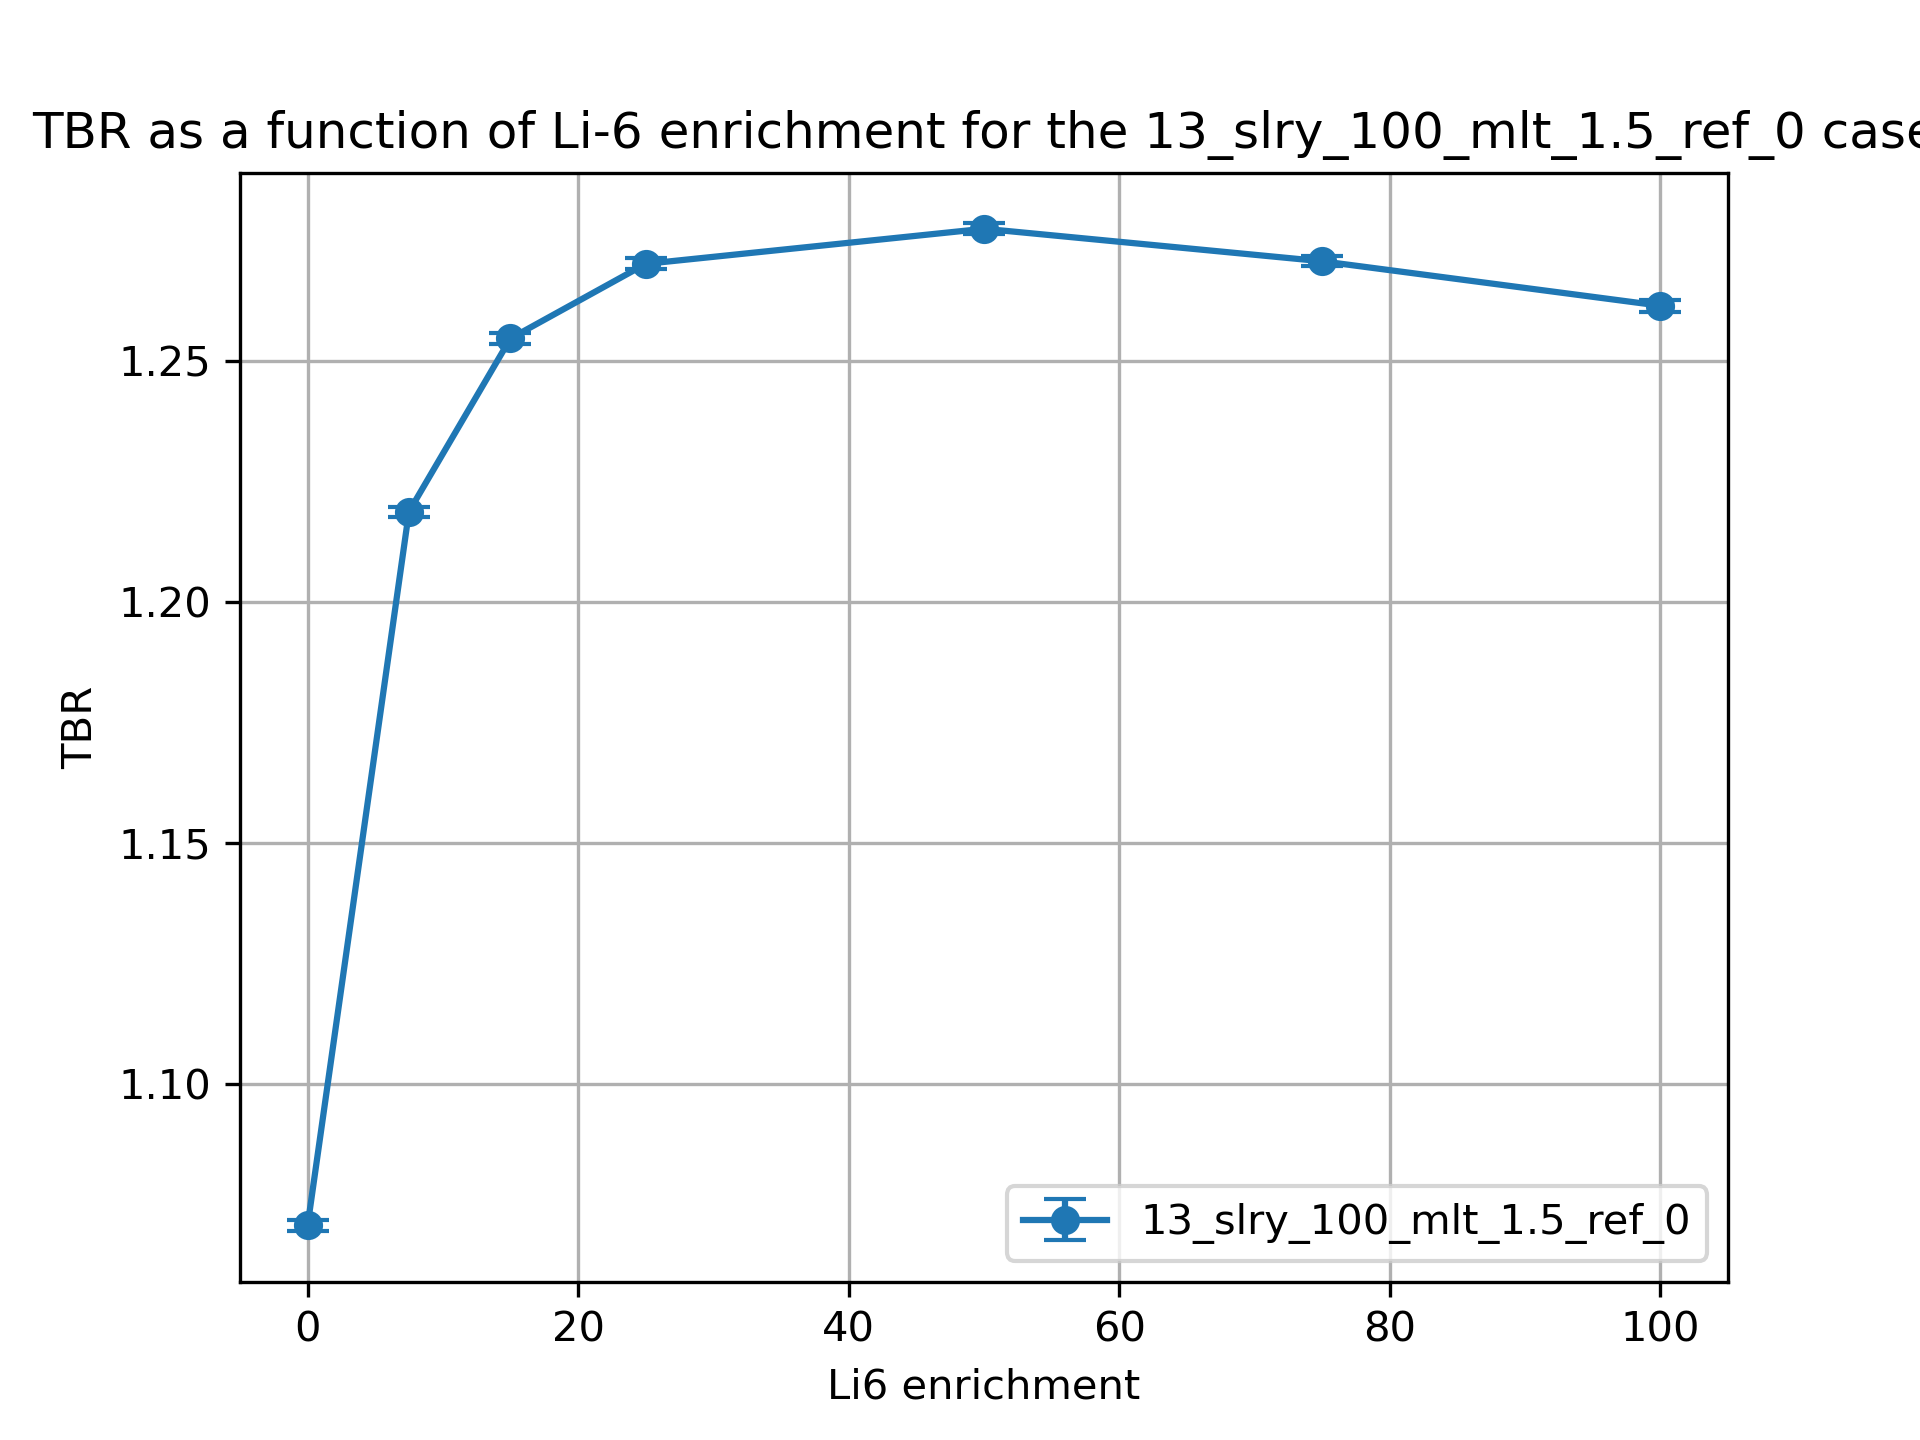 TBR as a function of Li-6 enrichment for the 13_slry_100_mlt_1.5_ref_0 case
1.25
1.20
1.15
1.10
TBR
13_slry_100_mlt_1.5_ref_0
0 20 40 60 80 100
Li6 enrichment